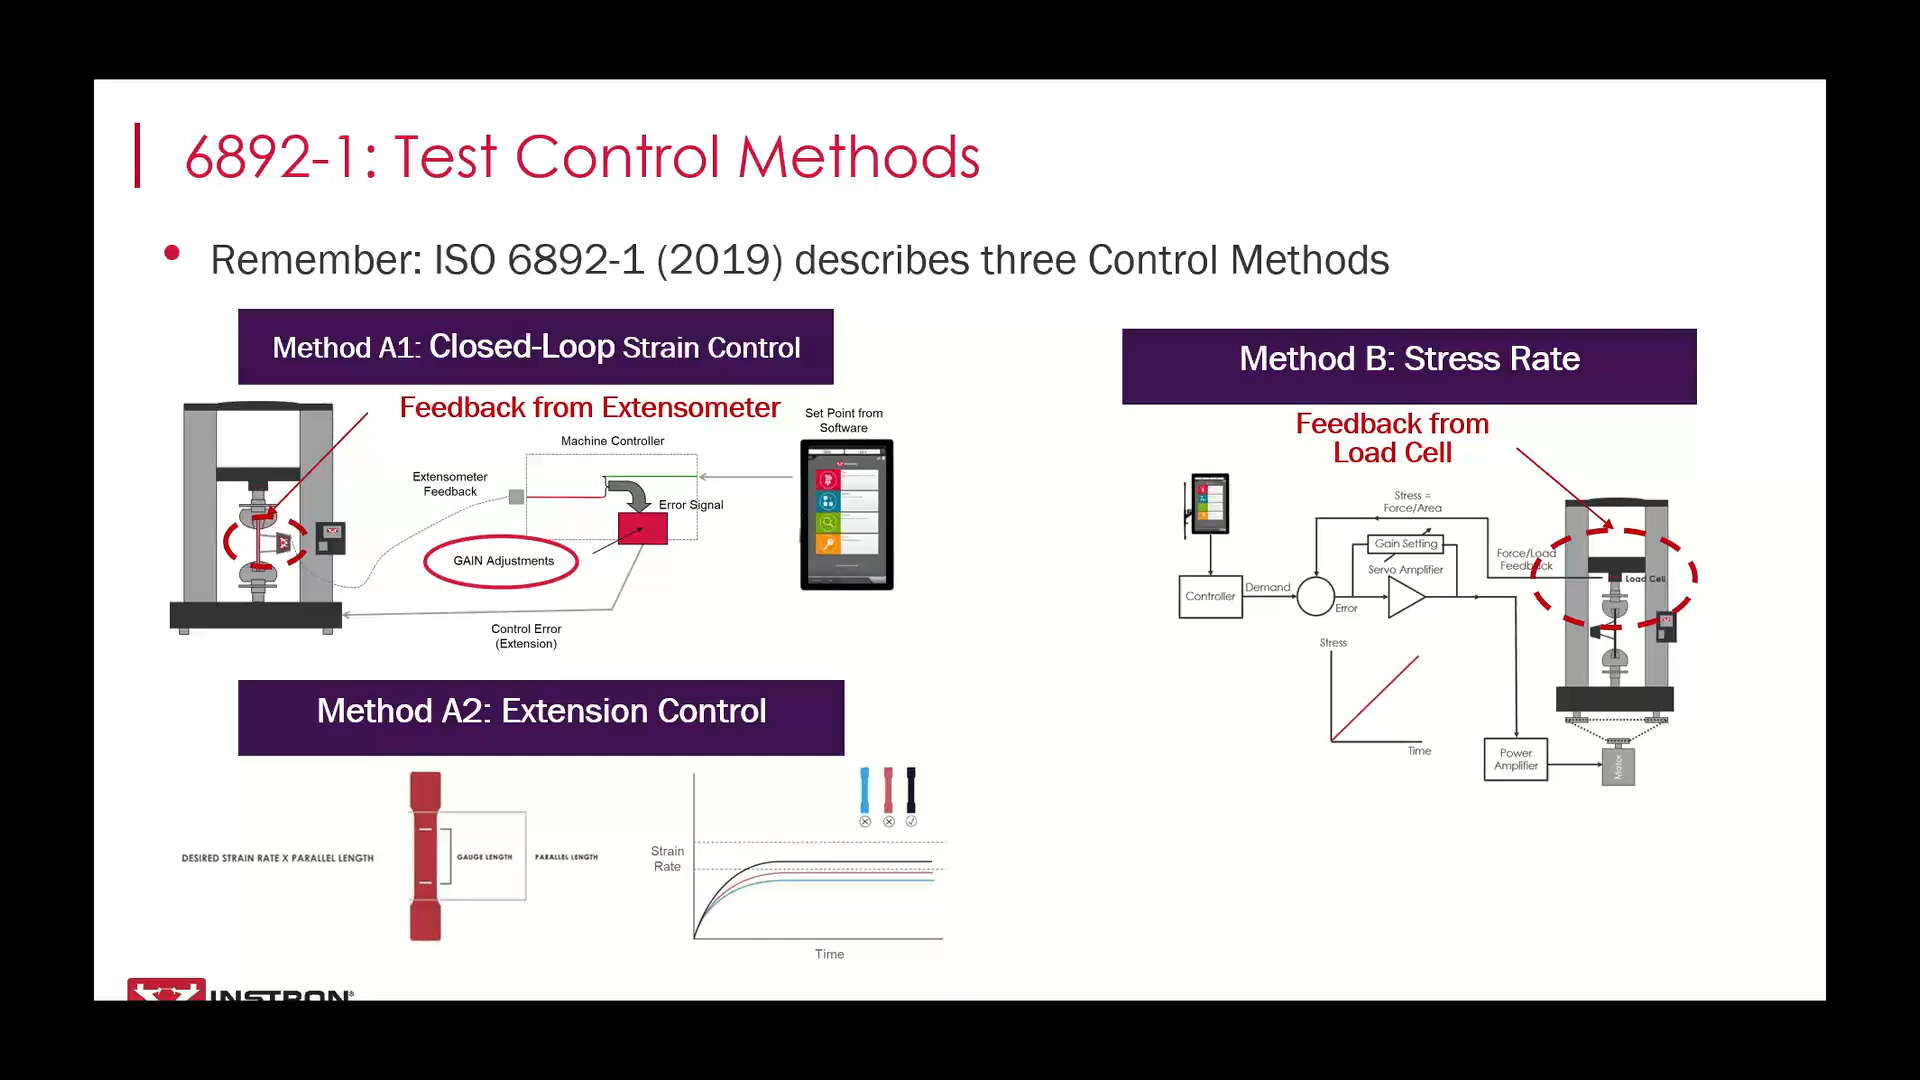 6892-1: Test Control Methods
Remember: ISO 6892-1 (2019) describes three Control Methods
Method A1: Closed-Loop Strain Control
Feedback from Extensometer
Set Point from
Software
Machine Controller
Extensometer
Feedback
Error Signal
GAIN Adjustments
Control Error
(Extension)
Method A2: Extension Control
DESIRED STRAIN RATE X PARALLEL LENGTH
GAUGE LENGTH
PARALLEL LENGTH
Strain
Rate
Time
Method B: Stress Rate
Feedback from
Load Cell
Stress =
Force/Area
Gain Setting
Servo Amplifier
Force/Load
Feedback
Load Cell
Controller
Demand
Error
Stress
Time
Power
Amplifier
Motor
INSTRON®